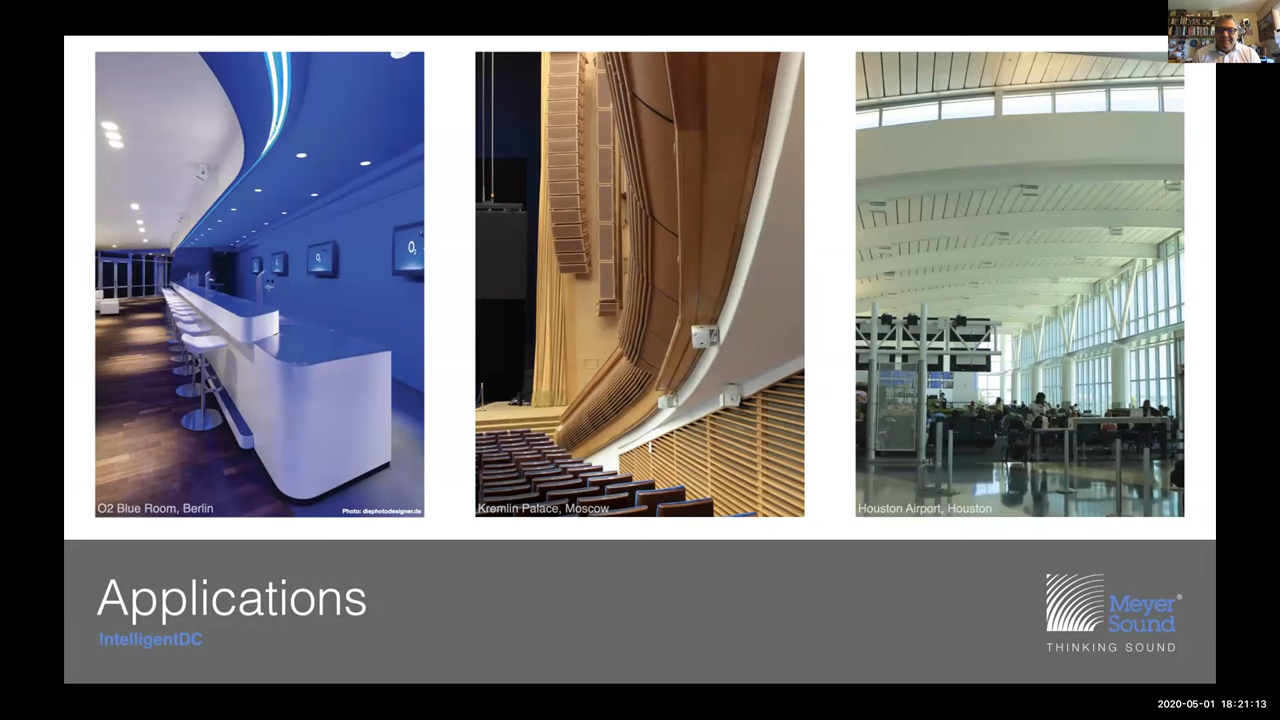 O2 Blue Room, Berlin
Photo: diephotodesigner.de
Kremlin Palace, Moscow
Houston Airport, Houston
Applications
IntelligentDC
Meyer®
Sound
THINKING SOUND
2020-05-01 18:21:13